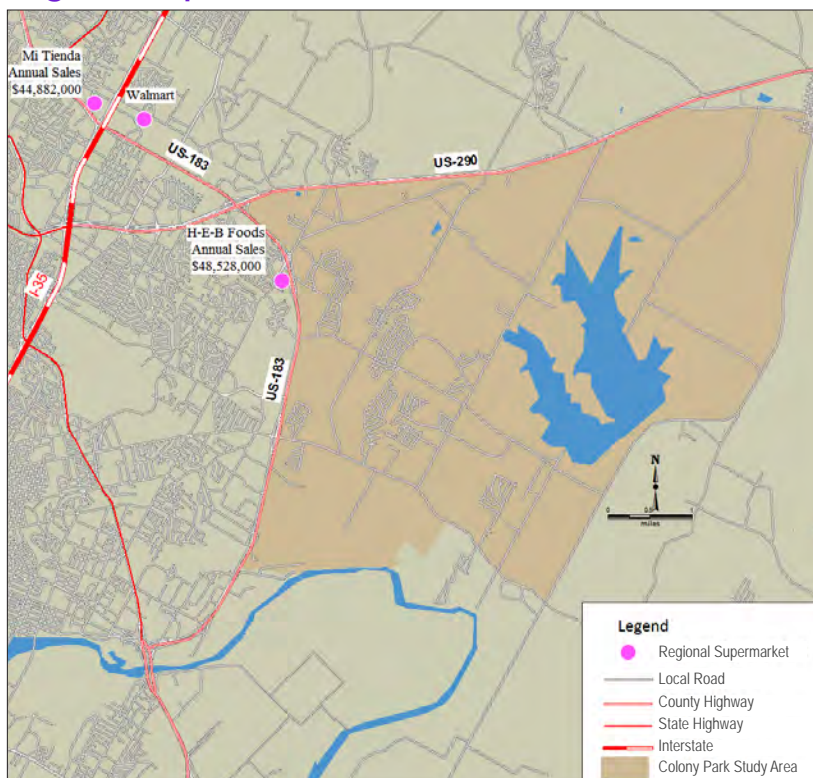 Mi Tienda
Annual Sales
$44,882,000
Walmart
US-183
US-290
H-E-B Foods
Annual Sales
$48,528,000
I-35
US-183
N
0 0.5 1
miles
Legend
Regional Supermarket
Local Road
County Highway
State Highway
Interstate
Colony Park Study Area